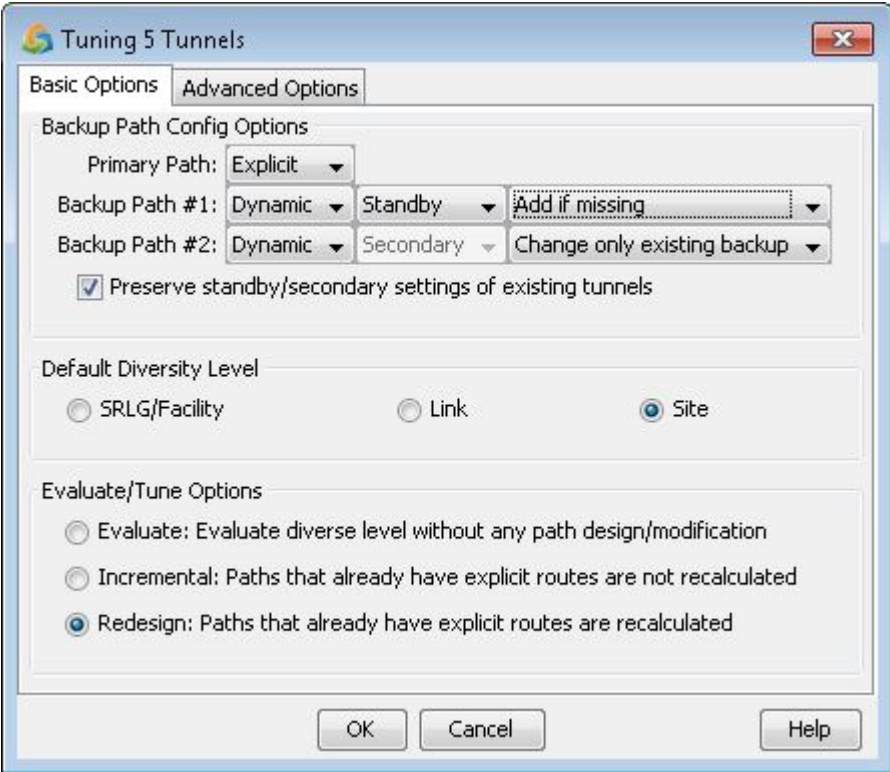 Tuning 5 Tunnels
Basic Options Advanced Options
Backup Path Config Options
Primary Path: Explicit
Backup Path #1: Dynamic Standby Add if missing
Backup Path #2: Dynamic Secondary Change only existing backup
Preserve standby/secondary settings of existing tunnels
Default Diversity Level
SRLG/Facility Link Site
Evaluate/Tune Options
Evaluate: Evaluate diverse level without any path design/modification
Incremental: Paths that already have explicit routes are not recalculated
Redesign: Paths that already have explicit routes are recalculated
OK Cancel Help